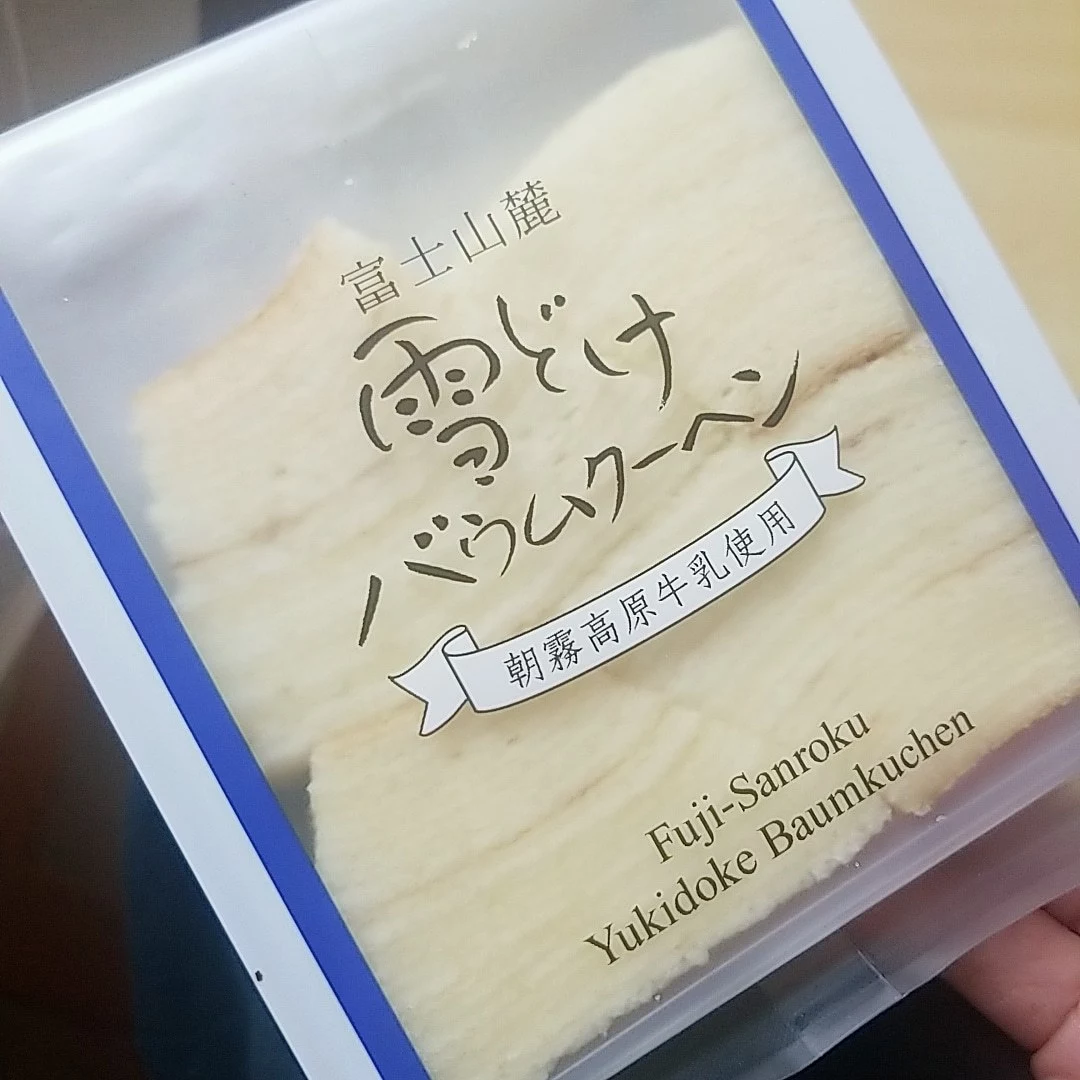 富士山麓
雪どけ
バウムクーヘン
朝霧高原牛乳使用
Fuji-Sanroku
Yukidoke Baumkuchen